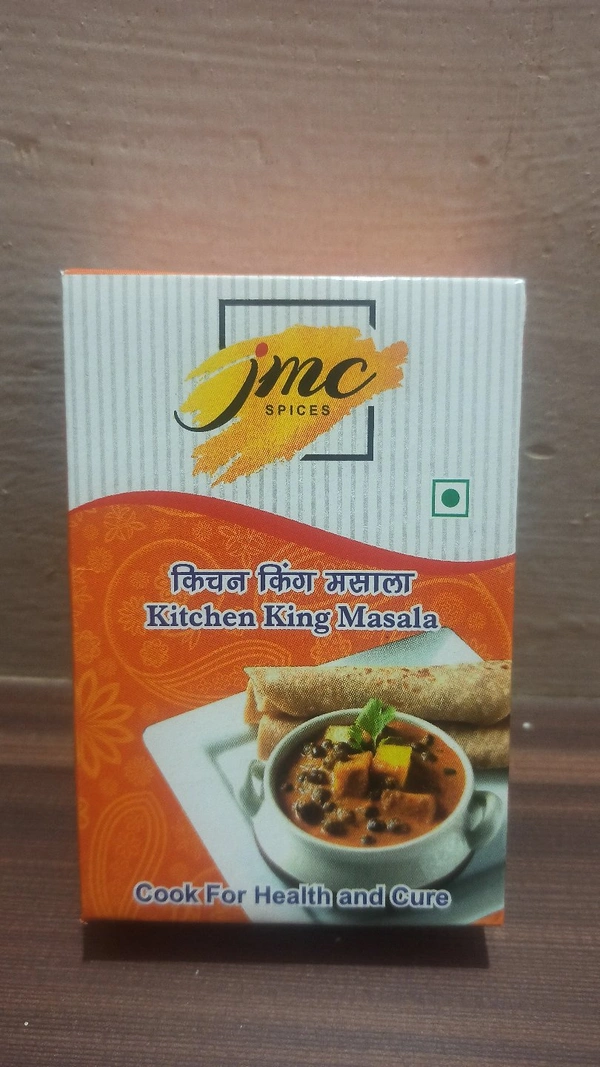 jmc
SPICES
किचन किंग मसाला
Kitchen King Masala
Cook For Health and Cure